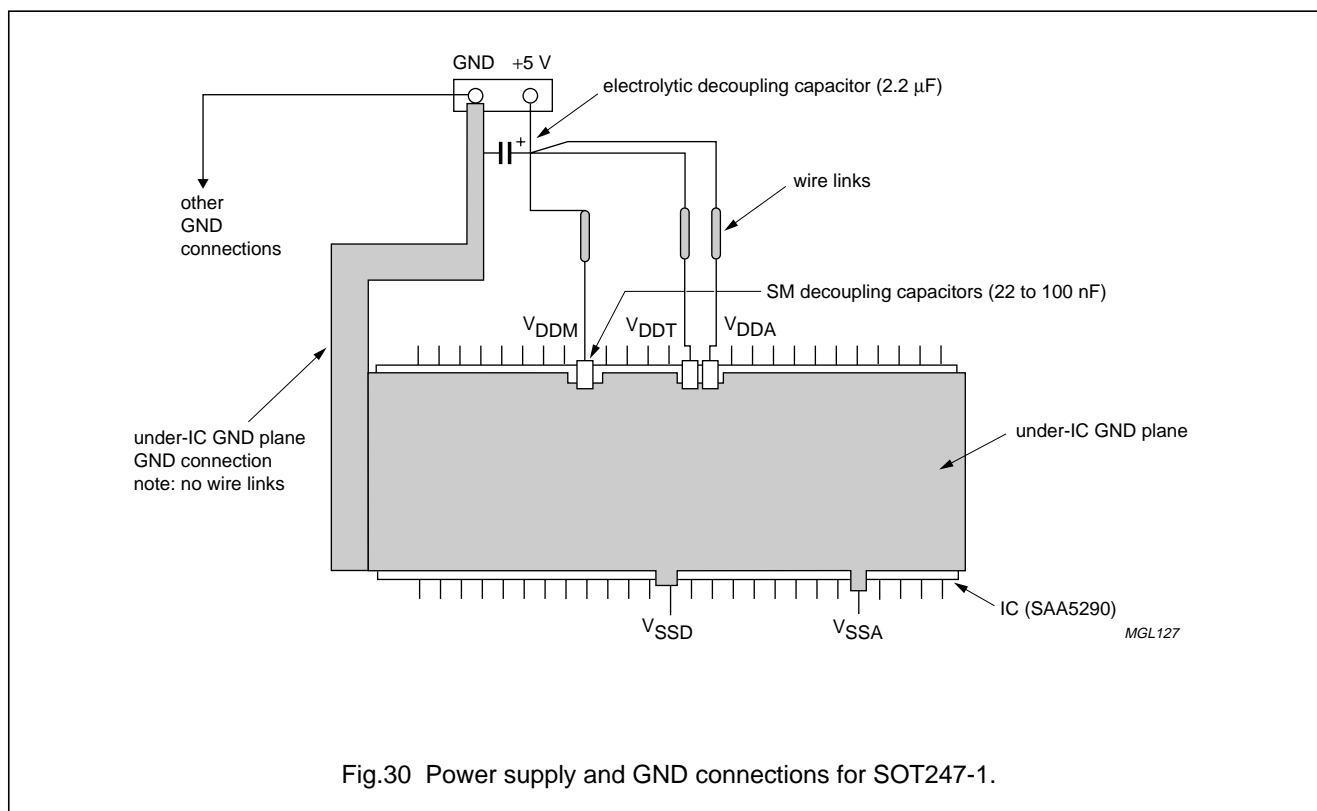 GND +5 V
electrolytic decoupling capacitor (2.2 μF)
+
wire links
other
GND
connections
SM decoupling capacitors (22 to 100 nF)
VDDM VDDT VDDA
under-IC GND plane
GND connection
note: no wire links
under-IC GND plane
IC (SAA5290)
VSSD VSSA
MGL127
Fig.30 Power supply and GND connections for SOT247-1.